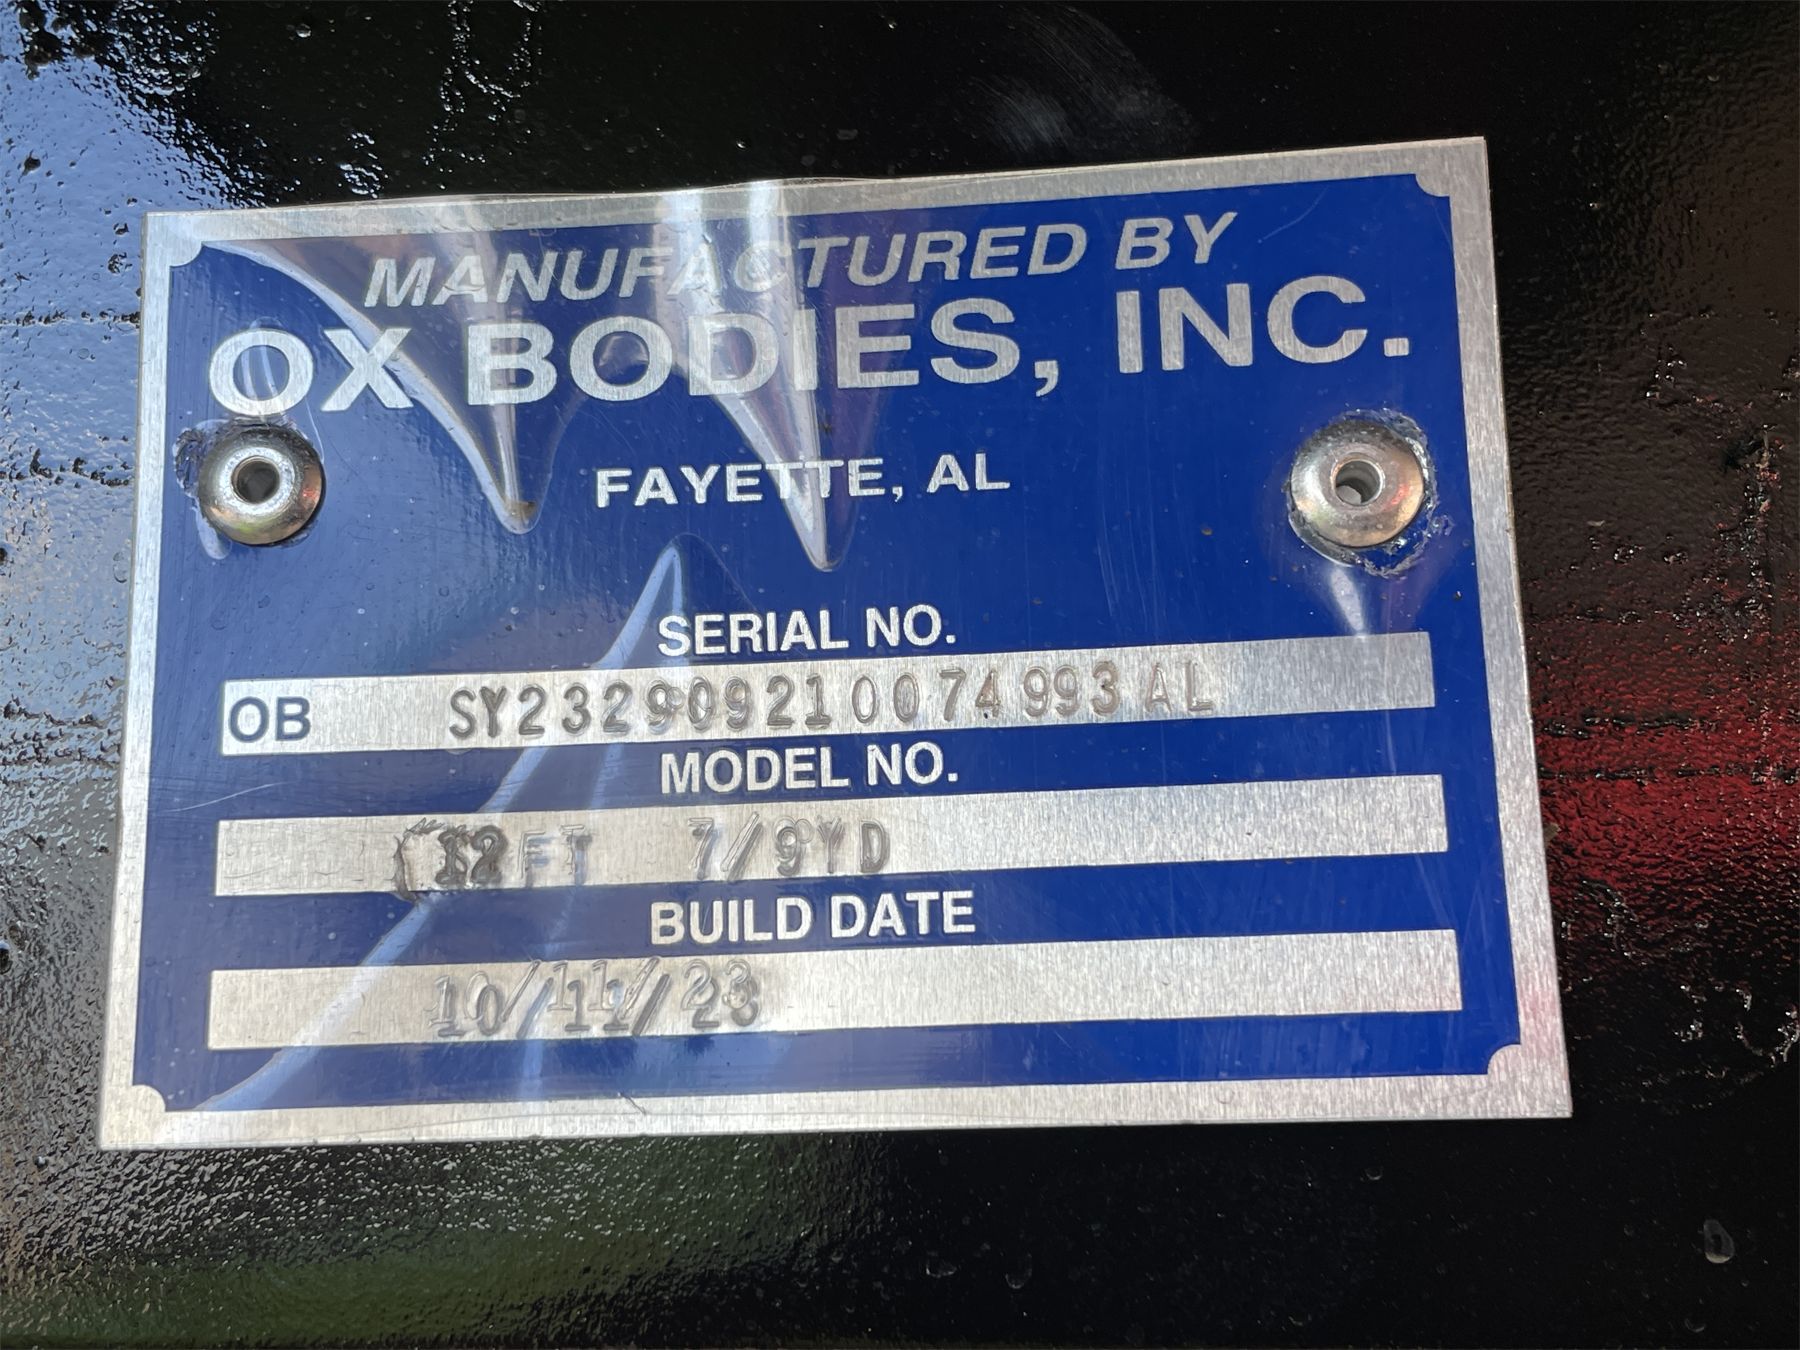 MANUFACTURED BY
OX BODIES, INC.
FAYETTE, AL
SERIAL NO.
OB SY232909210074993AL
MODEL NO.
12FT 7/9YD
BUILD DATE
10/11/23